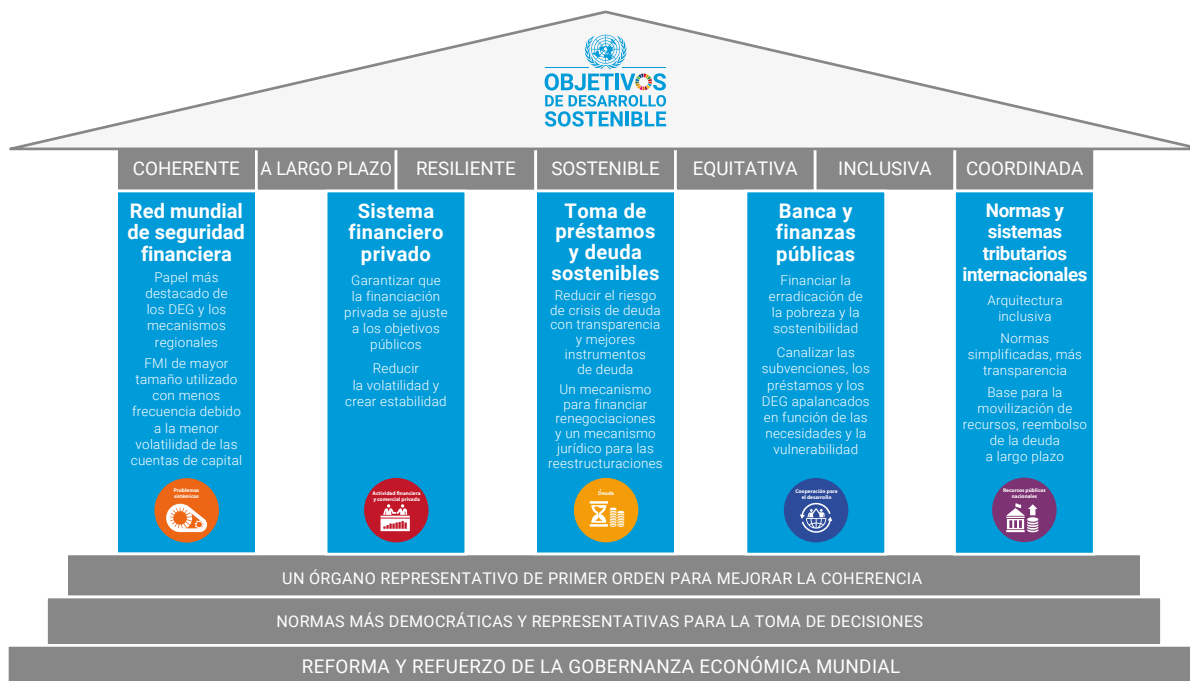 OBJETIVOS
DE DESARROLLO
SOSTENIBLE
COHERENTE
A LARGO PLAZO
RESILIENTE
SOSTENIBLE
EQUITATIVA
INCLUSIVA
COORDINADA
Red mundial
de seguridad
financiera
Papel más
destacado de
los DEG y los
mecanismos
regionales
FMI de mayor
tamaño utilizado
con menos
frecuencia debido
a la menor
volatilidad de las
cuentas de capital
Problemas
sistémicos
Sistema
financiero
privado
Garantizar que
la financiación
privada se ajuste
a los objetivos
públicos
Reducir
la volatilidad y
crear estabilidad
Actividad financiera
y comercial privada
Toma de
préstamos
y deuda
sostenibles
Reducir el riesgo
de crisis de deuda
con transparencia
y mejores
instrumentos
de deuda
Un mecanismo
para financiar
renegociaciones
y un mecanismo
jurídico para las
reestructuraciones
Deuda
Banca y
finanzas
públicas
Financiar la
erradicación de
la pobreza y la
sostenibilidad
Canalizar las
subvenciones, los
préstamos y los
DEG apalancados
en función de las
necesidades y la
vulnerabilidad
Cooperación para
el desarrollo
Normas y
sistemas
tributarios
internacionales
Arquitectura
inclusiva
Normas
simplificadas, más
transparencia
Base para la
movilización de
recursos, reembolso
de la deuda
a largo plazo
Recursos públicos
nacionales
UN ÓRGANO REPRESENTATIVO DE PRIMER ORDEN PARA MEJORAR LA COHERENCIA
NORMAS MÁS DEMOCRÁTICAS Y REPRESENTATIVAS PARA LA TOMA DE DECISIONES
REFORMA Y REFUERZO DE LA GOBERNANZA ECONÓMICA MUNDIAL